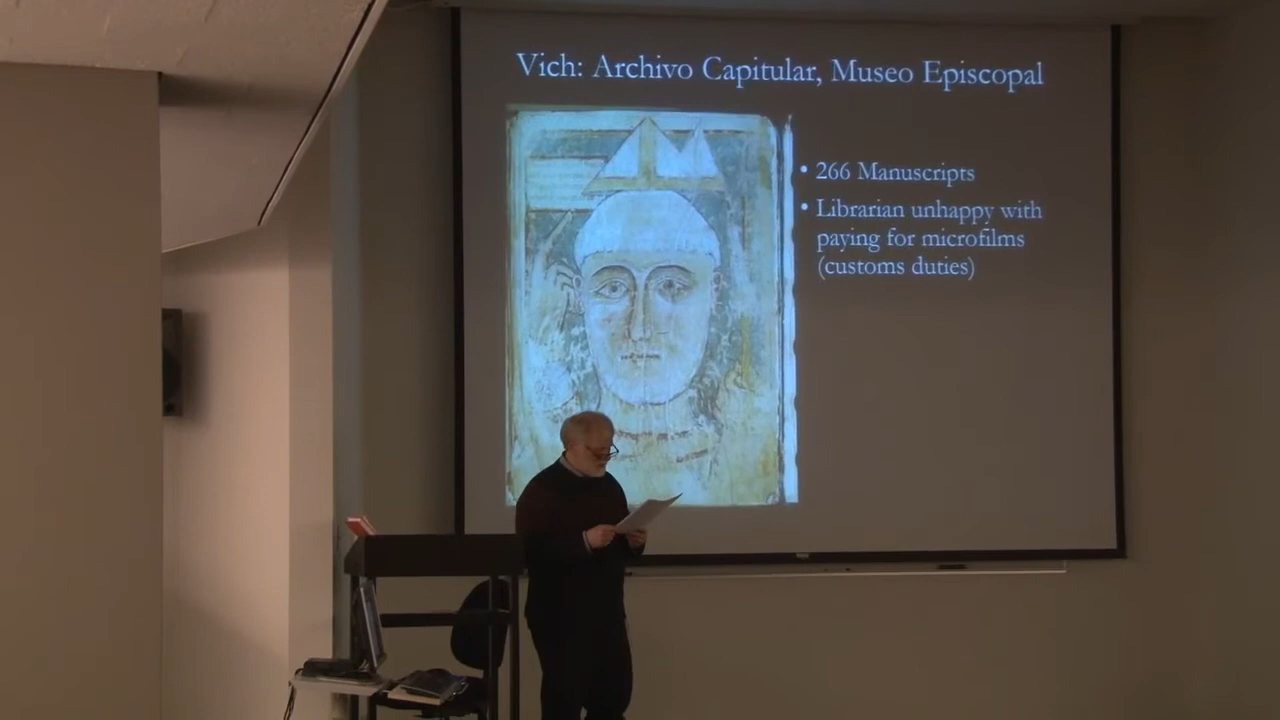 Vich: Archivo Capitular, Museo Episcopal
• 266 Manuscripts
• Librarian unhappy with
paying for microfilms
(customs duties)